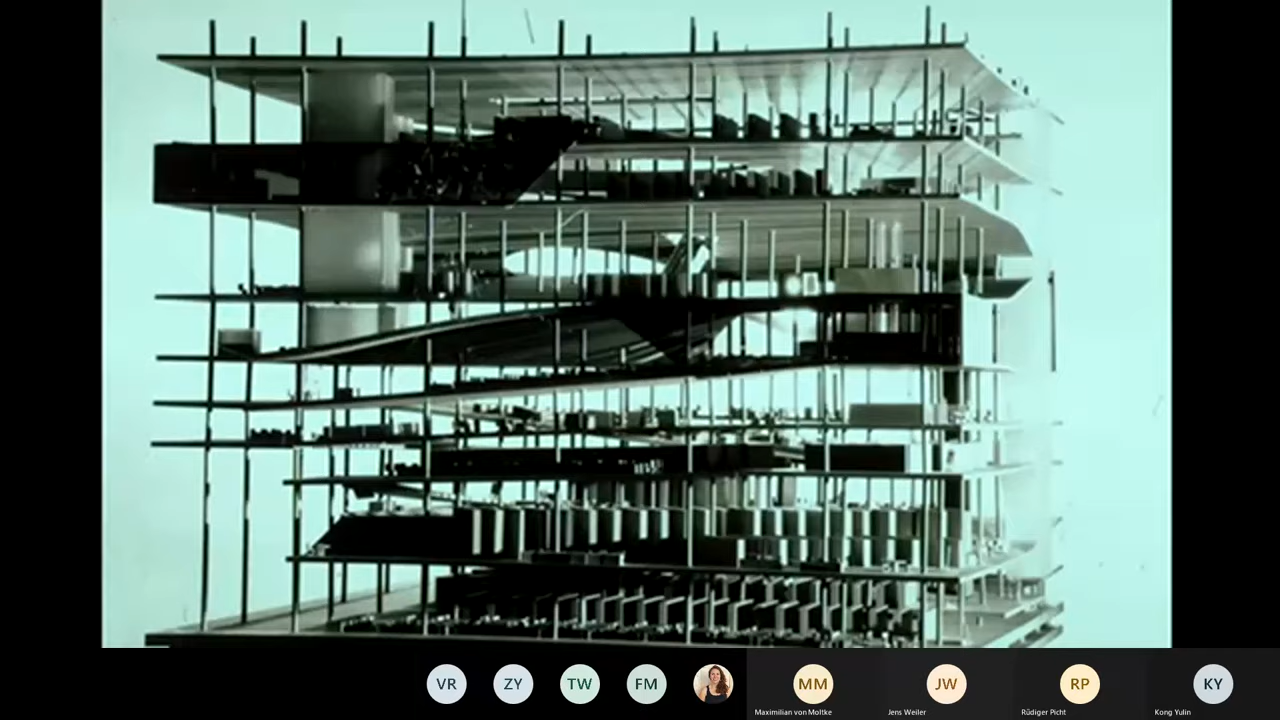 VR
ZY
TW
FM
MM
JW
RP
KY
Maximilian von Moltke
Jens Weiler
Rüdiger Picht
Kong Yulin